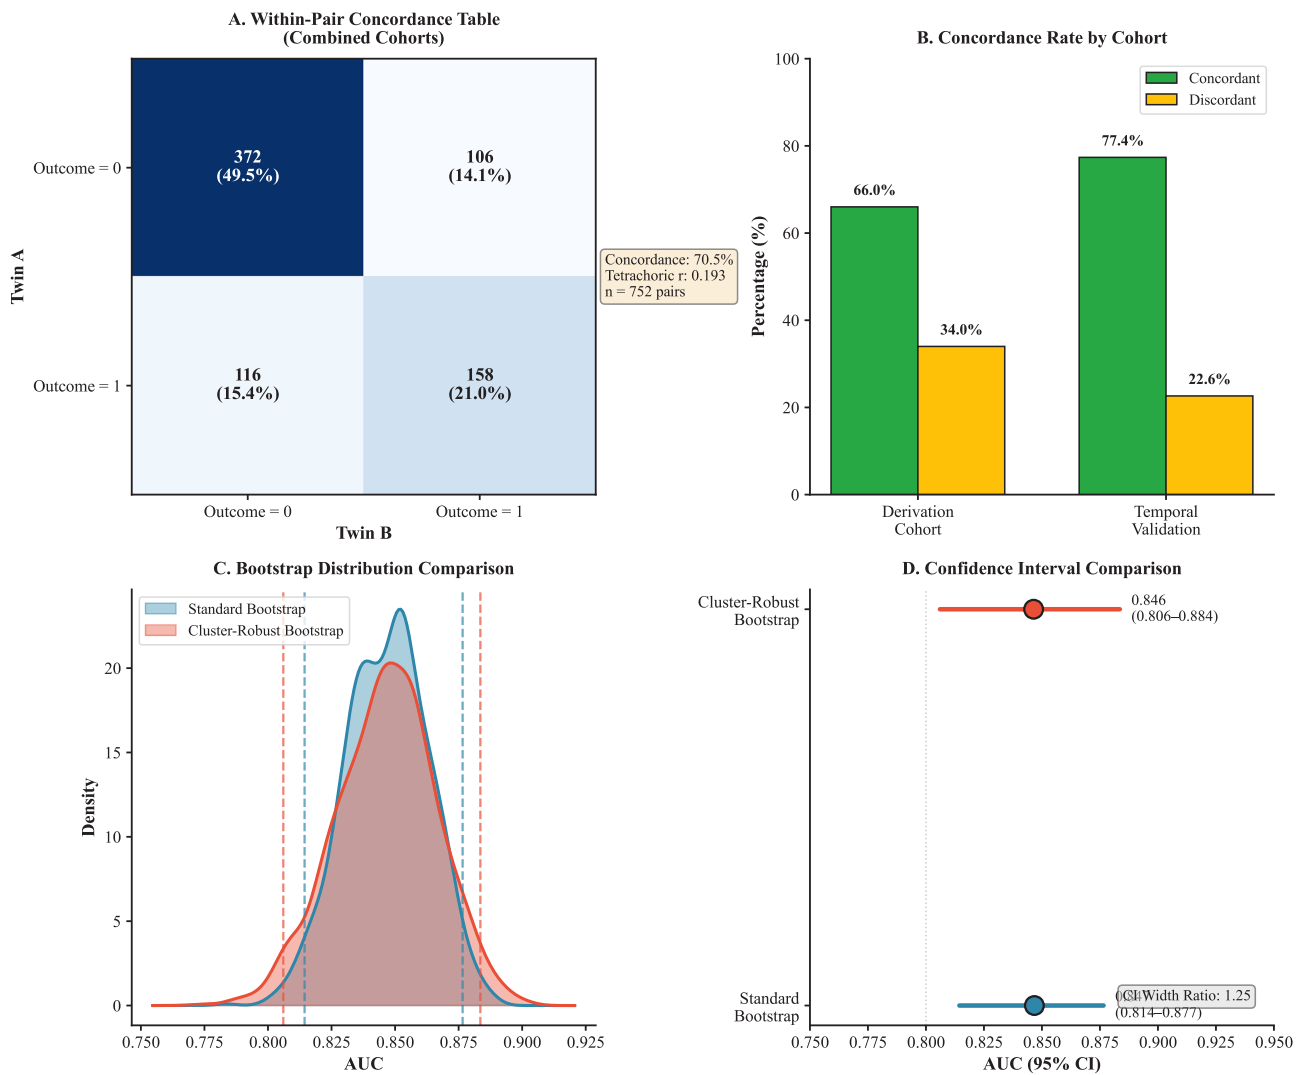 A. Within-Pair Concordance Table
(Combined Cohorts)
Twin A
Outcome = 0
Outcome = 1
372
(49.5%)
106
(14.1%)
116
(15.4%)
158
(21.0%)
Outcome = 0
Outcome = 1
Twin B
Concordance: 70.5%
Tetrachoric r: 0.193
n = 752 pairs
B. Concordance Rate by Cohort
Concordant
Discordant
Percentage (%)
100
80
60
40
20
0
66.0%
34.0%
77.4%
22.6%
Derivation
Cohort
Temporal
Validation
C. Bootstrap Distribution Comparison
Standard Bootstrap
Cluster-Robust Bootstrap
Density
20
15
10
5
0
0.750
0.775
0.800
0.825
0.850
0.875
0.900
0.925
AUC
D. Confidence Interval Comparison
Cluster-Robust
Bootstrap
0.846
(0.806–0.884)
Standard
Bootstrap
CI Width Ratio: 1.25
(0.814–0.877)
0.750
0.775
0.800
0.825
0.850
0.875
0.900
0.925
0.950
AUC (95% CI)